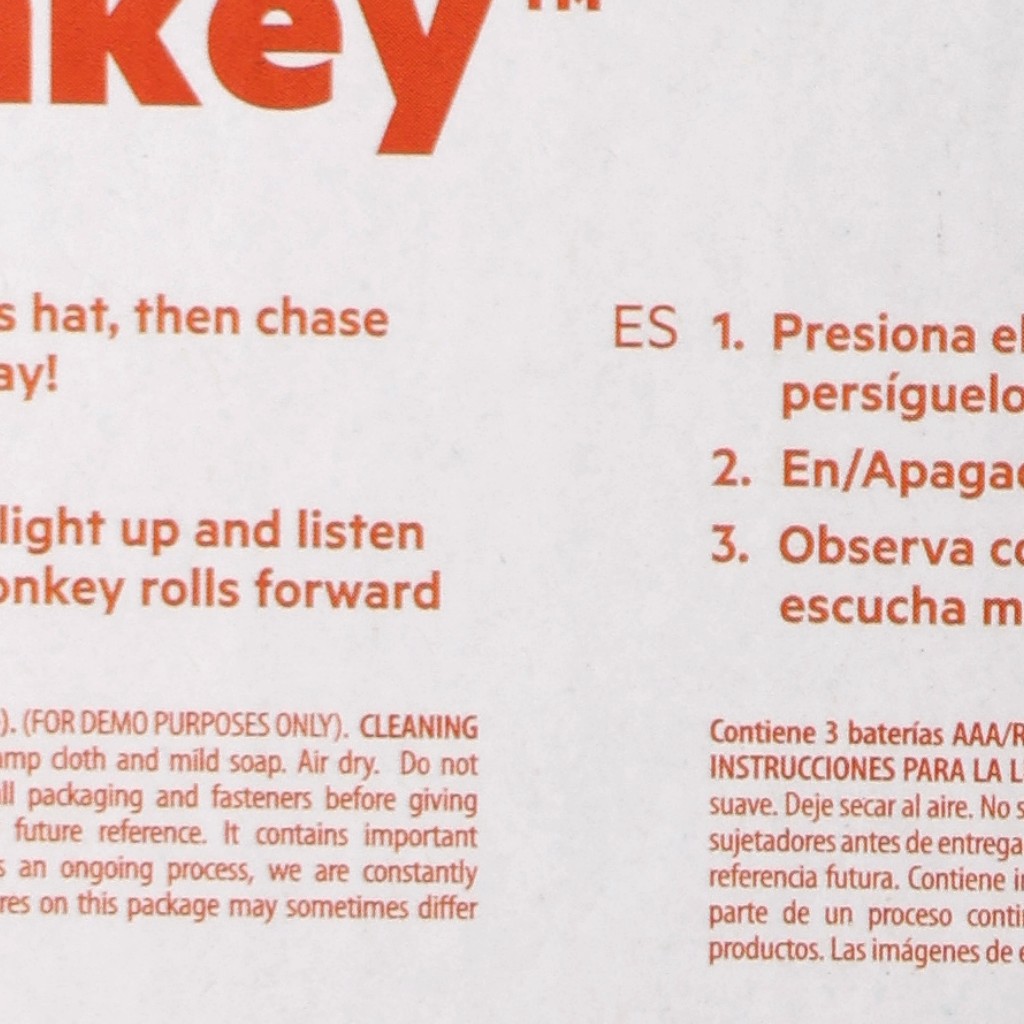 key™
s hat, then chase
ay!
light up and listen
onkey rolls forward
). (FOR DEMO PURPOSES ONLY). CLEANING
amp cloth and mild soap. Air dry. Do not
ll packaging and fasteners before giving
future reference. It contains important
s an ongoing process, we are constantly
res on this package may sometimes differ
ES 1. Presiona el
persíguelo
2. En/Apagad
3. Observa co
escucha m
Contiene 3 baterías AAA/R
INSTRUCCIONES PARA LA LI
suave. Deje secar al aire. No s
sujetadores antes de entrega
referencia futura. Contiene in
parte de un proceso contin
productos. Las imágenes de e